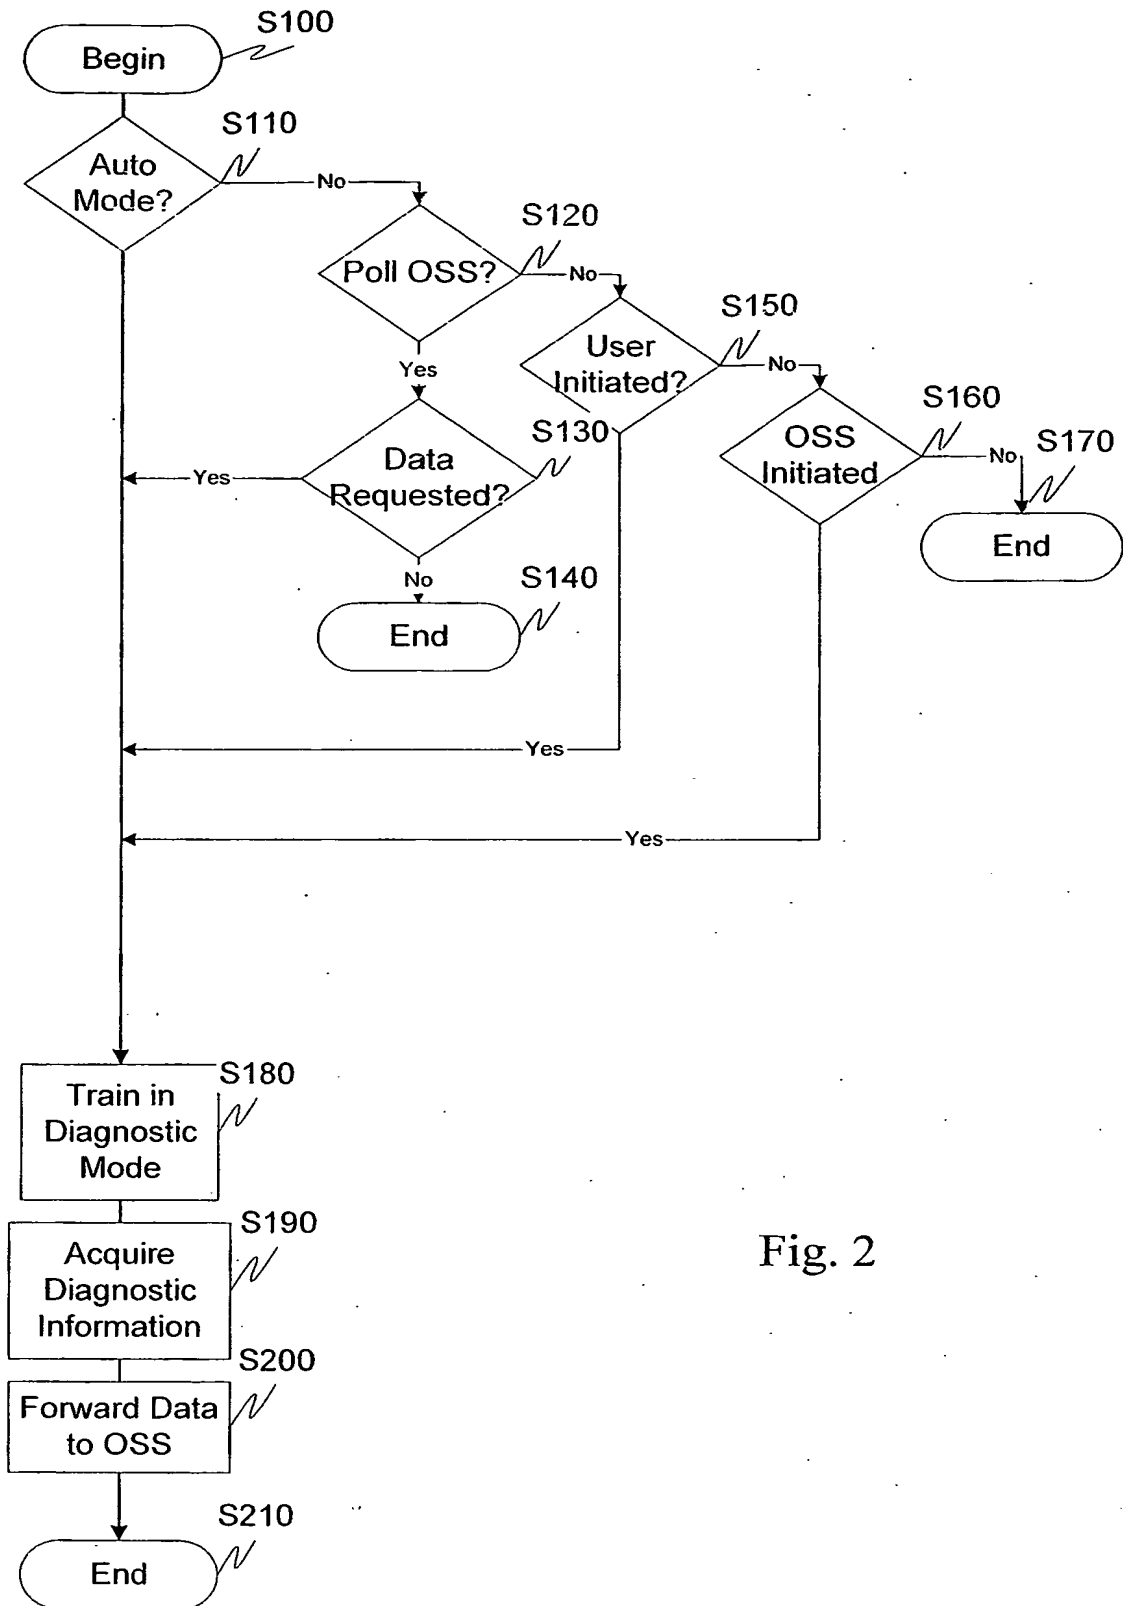 S100
Begin
S110
Auto
Mode?
No
S120
Poll OSS?
No
S150
User
Initiated?
No
Yes
S160
OSS
Initiated
No
S170
End
S130
Data
Requested?
Yes
No
S140
End
Yes
Yes
S180
Train in
Diagnostic
Mode
S190
Acquire
Diagnostic
Information
Fig. 2
S200
Forward Data
to OSS
S210
End